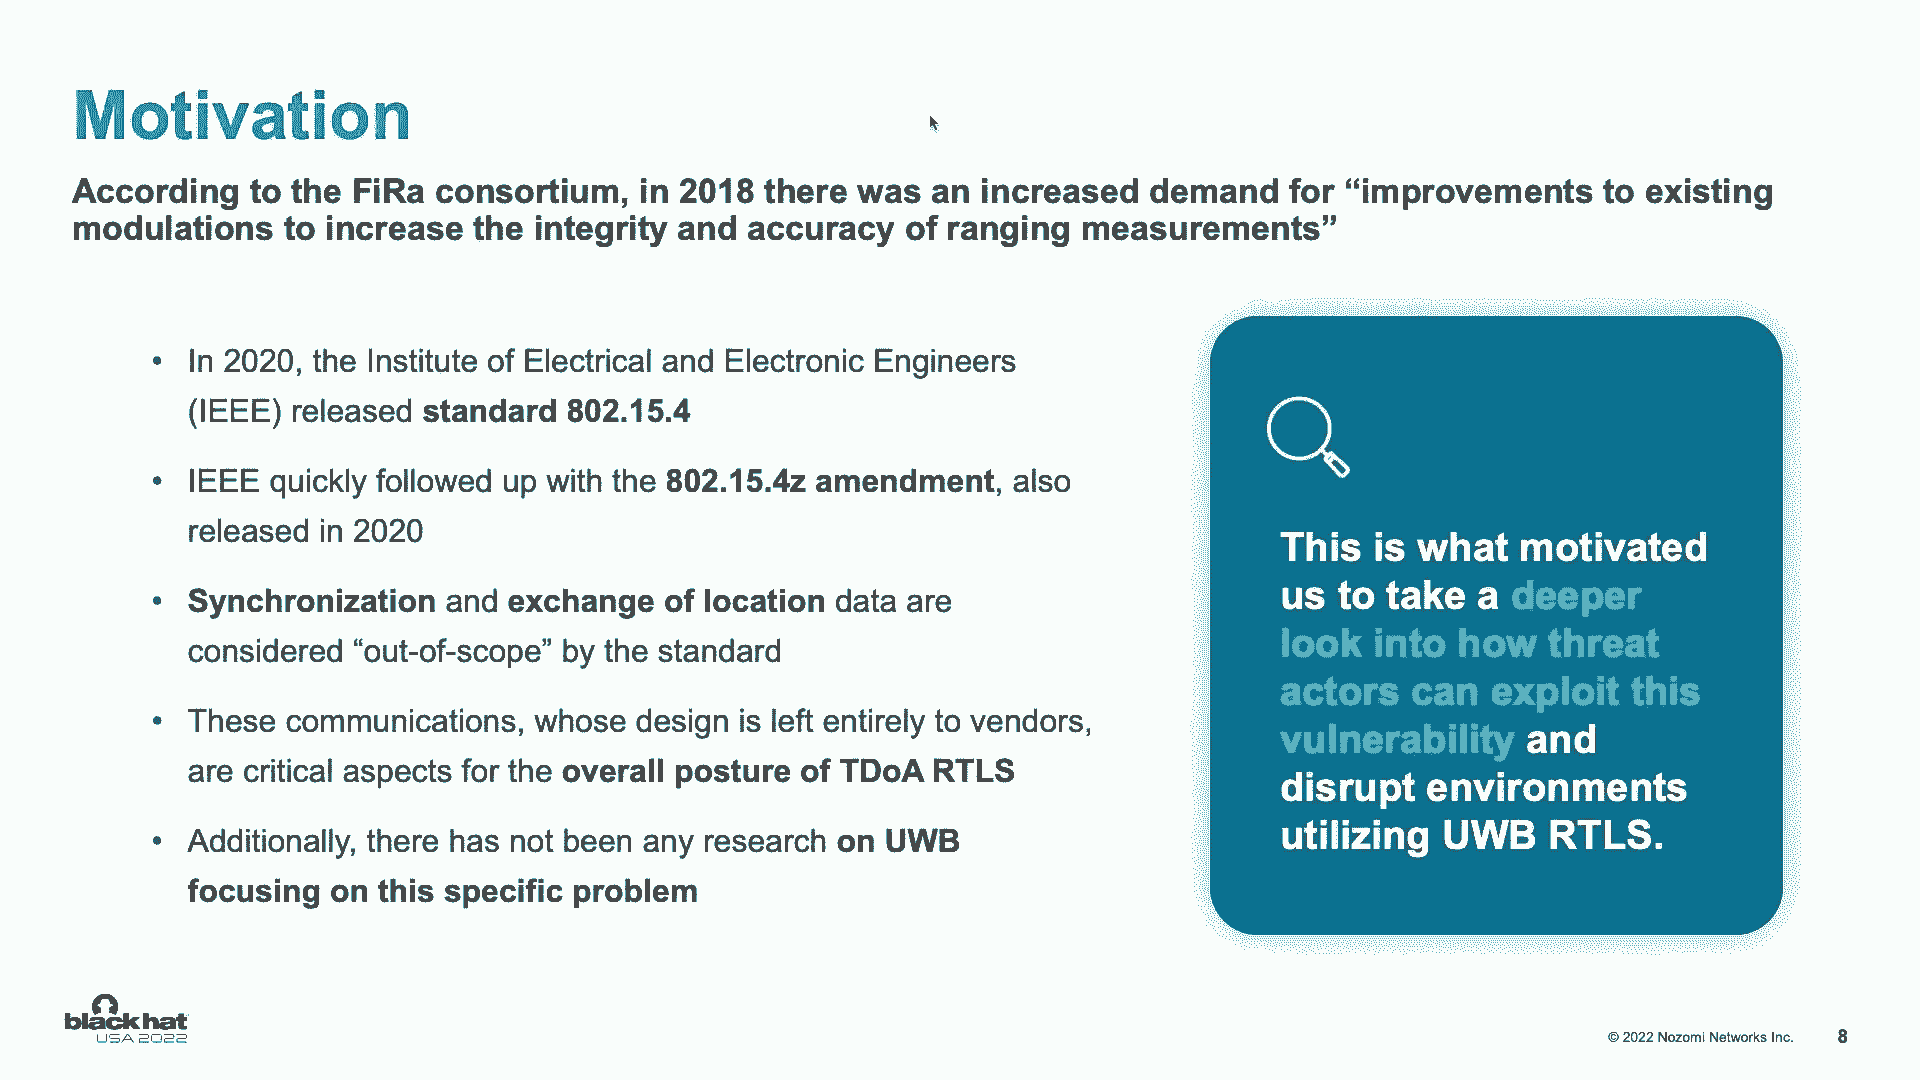 Motivation
According to the FiRa consortium, in 2018 there was an increased demand for “improvements to existing
modulations to increase the integrity and accuracy of ranging measurements”
• In 2020, the Institute of Electrical and Electronic Engineers
(IEEE) released standard 802.15.4
• IEEE quickly followed up with the 802.15.4z amendment, also
released in 2020
• Synchronization and exchange of location data are
considered “out-of-scope” by the standard
• These communications, whose design is left entirely to vendors,
are critical aspects for the overall posture of TDoA RTLS
• Additionally, there has not been any research on UWB
focusing on this specific problem
This is what motivated
us to take a deeper
look into how threat
actors can exploit this
vulnerability and
disrupt environments
utilizing UWB RTLS.
black hat
USA 2022
© 2022 Nozomi Networks Inc.
8